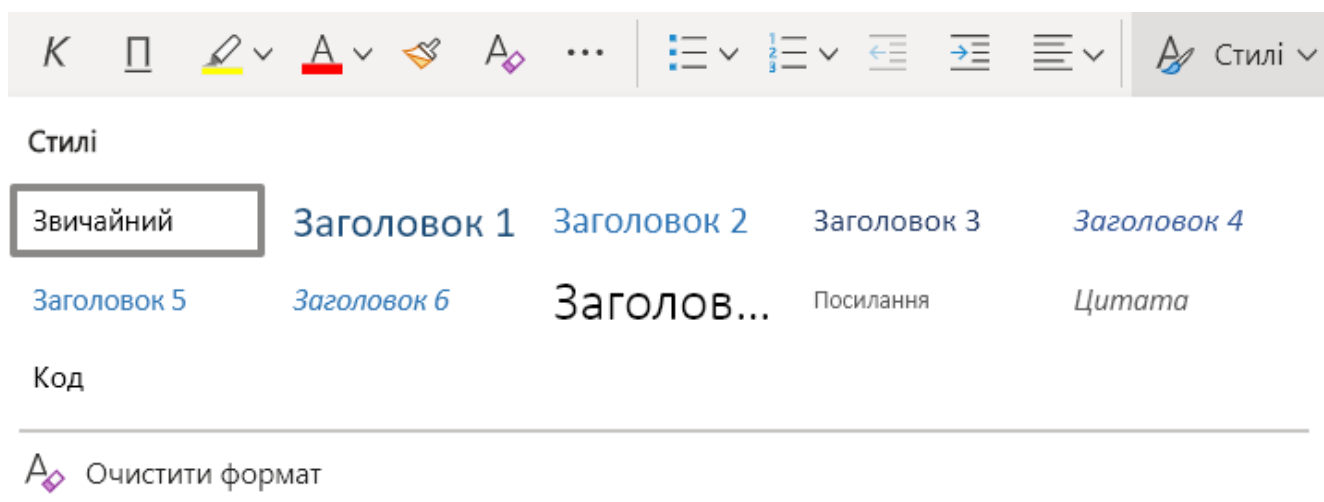 К П А А ... Стилі
Стилі
Звичайний Заголовок 1 Заголовок 2 Заголовок 3 Заголовок 4
Заголовок 5 Заголовок 6 Заголов... Посилання Цитата
Код
Очистити формат